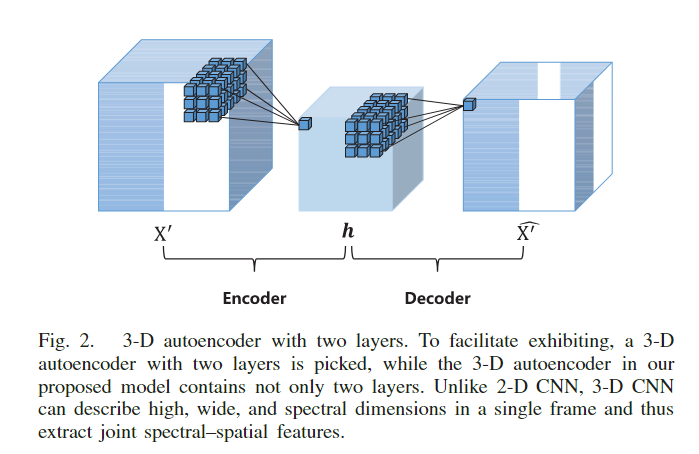 X′ h X̂′
Encoder Decoder
Fig. 2. 3-D autoencoder with two layers. To facilitate exhibiting, a 3-D
autoencoder with two layers is picked, while the 3-D autoencoder in our
proposed model contains not only two layers. Unlike 2-D CNN, 3-D CNN
can describe high, wide, and spectral dimensions in a single frame and thus
extract joint spectral–spatial features.